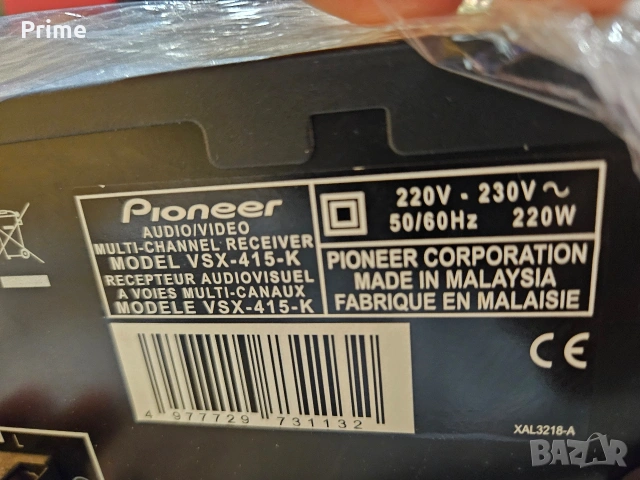 Prime
Pioneer
AUDIO/VIDEO
MULTI-CHANNEL RECEIVER
MODEL VSX-415-K
RECEPTEUR AUDIOVISUEL
A VOIES MULTI-CANAUX
MODELE VSX-415-K
220V - 230V ~
50/60Hz 220W
PIONEER CORPORATION
MADE IN MALAYSIA
FABRIQUE EN MALAISIE
CE
4 977729 731132
XAL3218-A
BAZAR